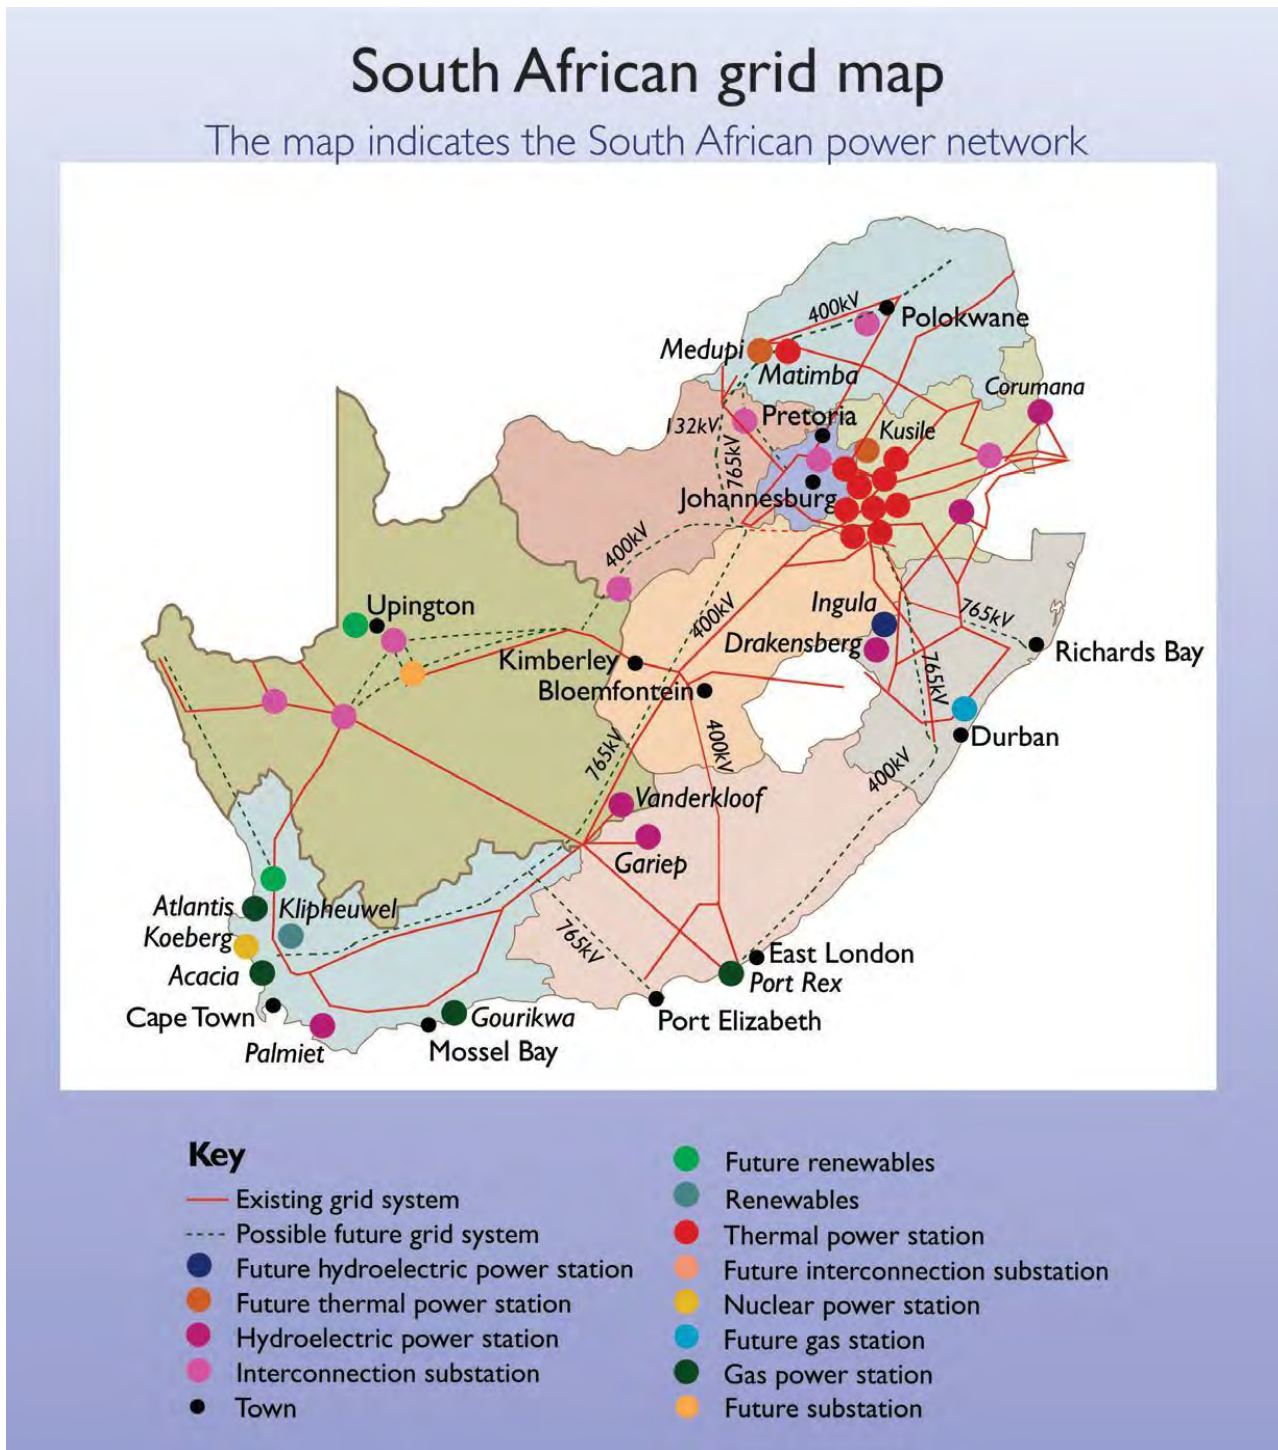 South African grid map
The map indicates the South African power network
400kV
Polokwane
Medupi
Matimba
Corumana
132kV
Pretoria
Kusile
765kV
Johannesburg
400kV
Upington
Ingula
400kV
765kV
Drakensberg
Richards Bay
Kimberley
Bloemfontein
765kV
Durban
765kV
400kV
400kV
Vanderkloof
Gariep
Atlantis
Klipheuwel
Koeberg
765kV
East London
Acacia
Port Rex
Cape Town
Gourikwa
Port Elizabeth
Palmiet
Mossel Bay
Key
Existing grid system
Possible future grid system
Future hydroelectric power station
Future thermal power station
Hydroelectric power station
Interconnection substation
Town
Future renewables
Renewables
Thermal power station
Future interconnection substation
Nuclear power station
Future gas station
Gas power station
Future substation